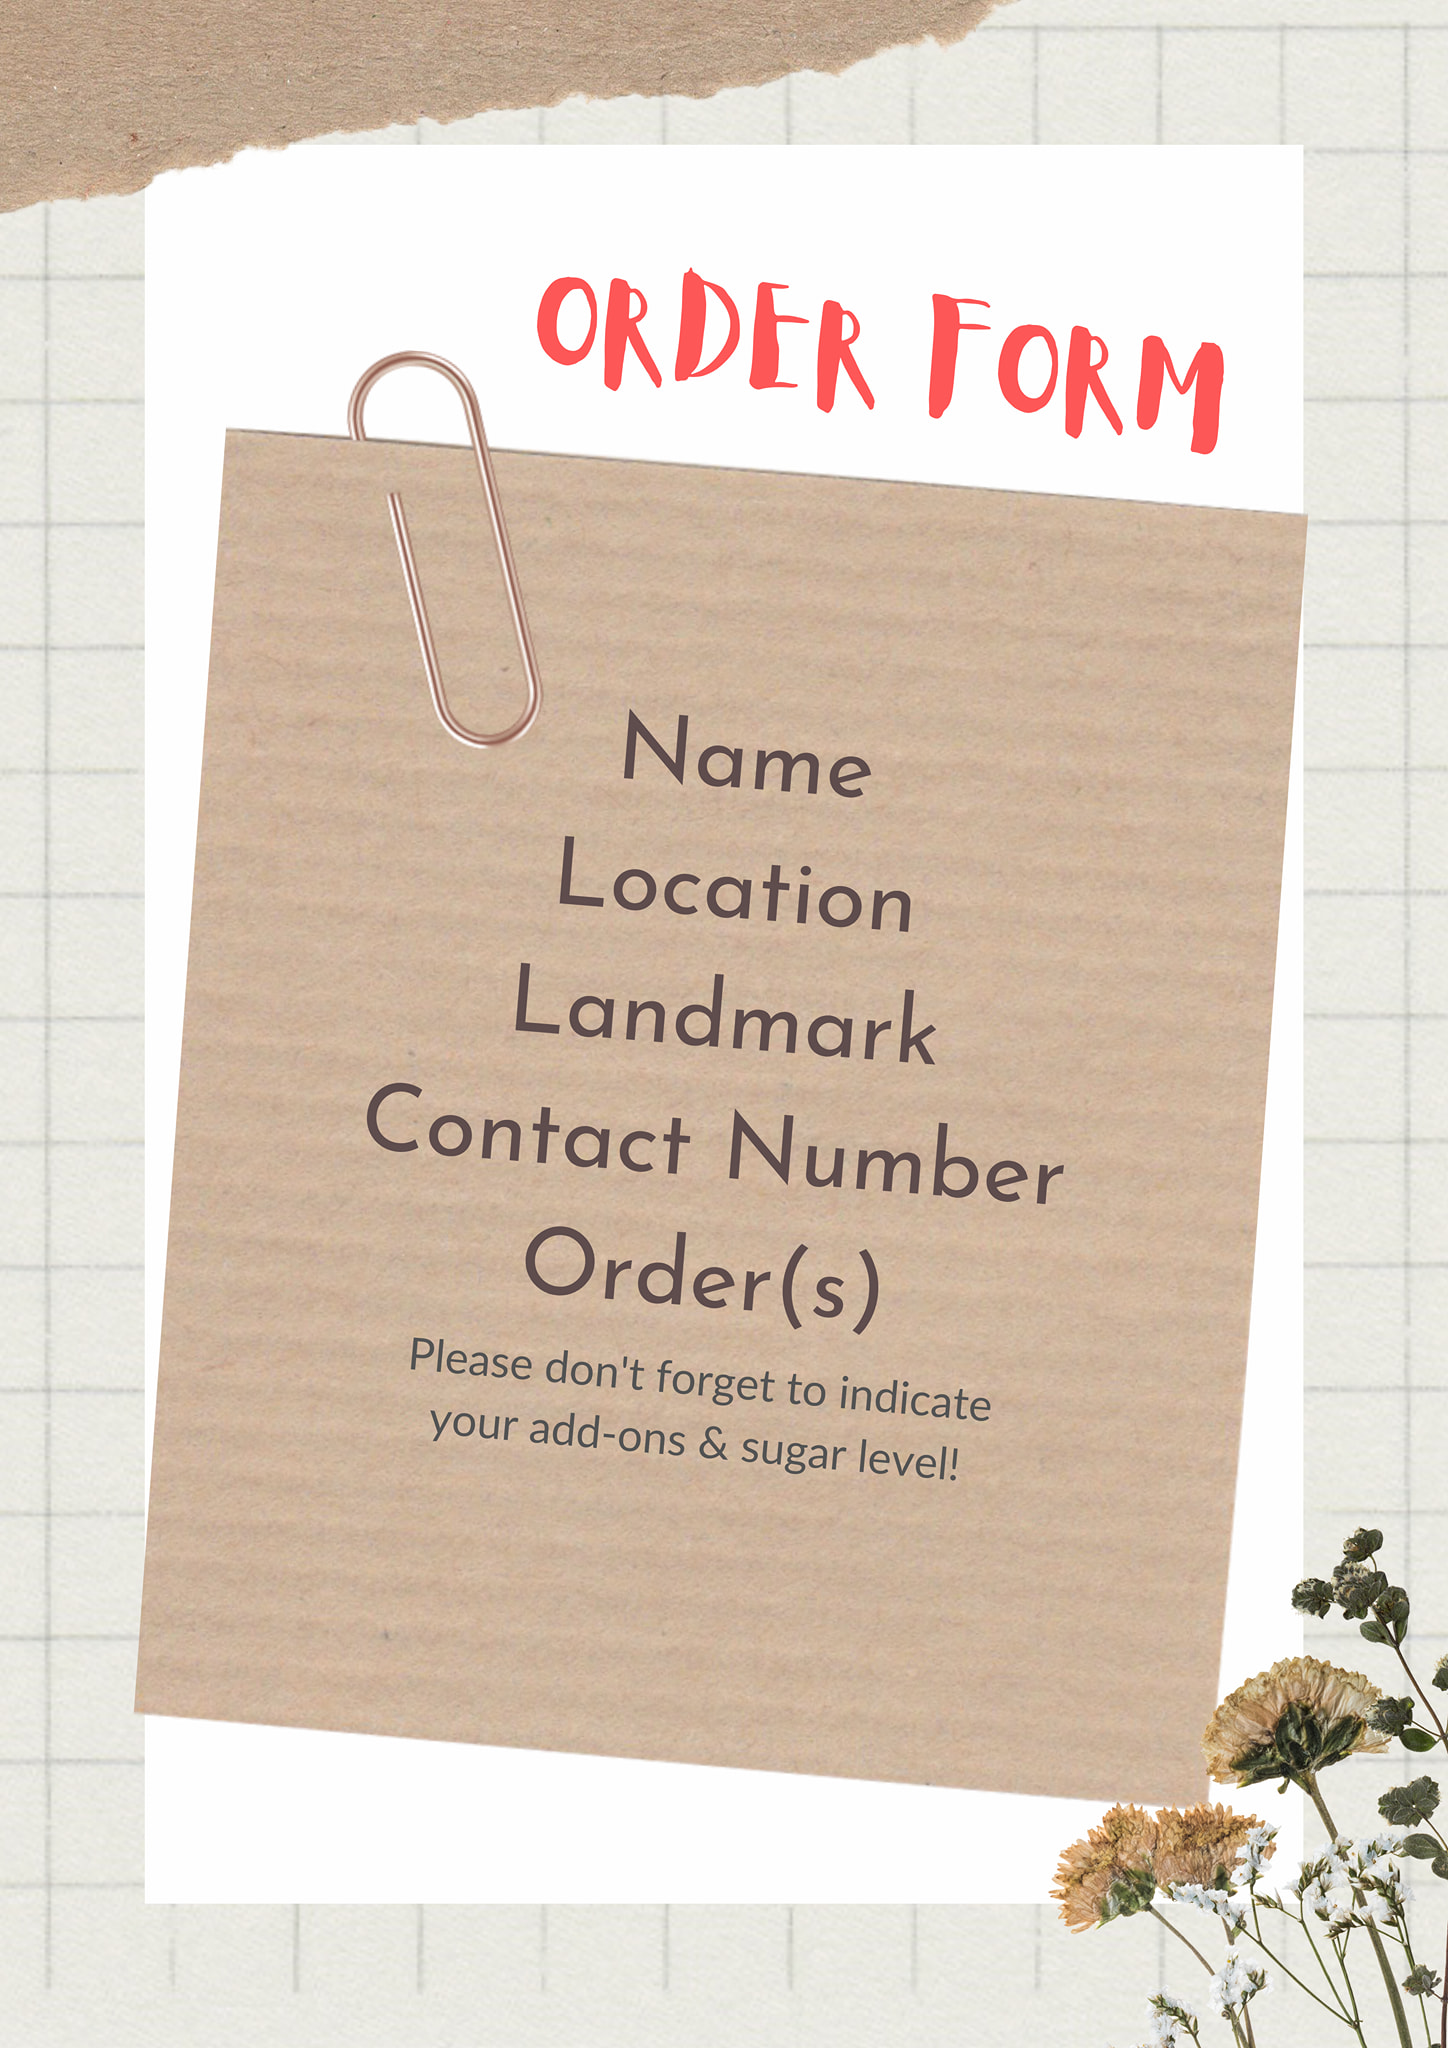 ORDER FORM
Name
Location
Landmark
Contact Number
Order(s)
Please don't forget to indicate
your add-ons & sugar level!